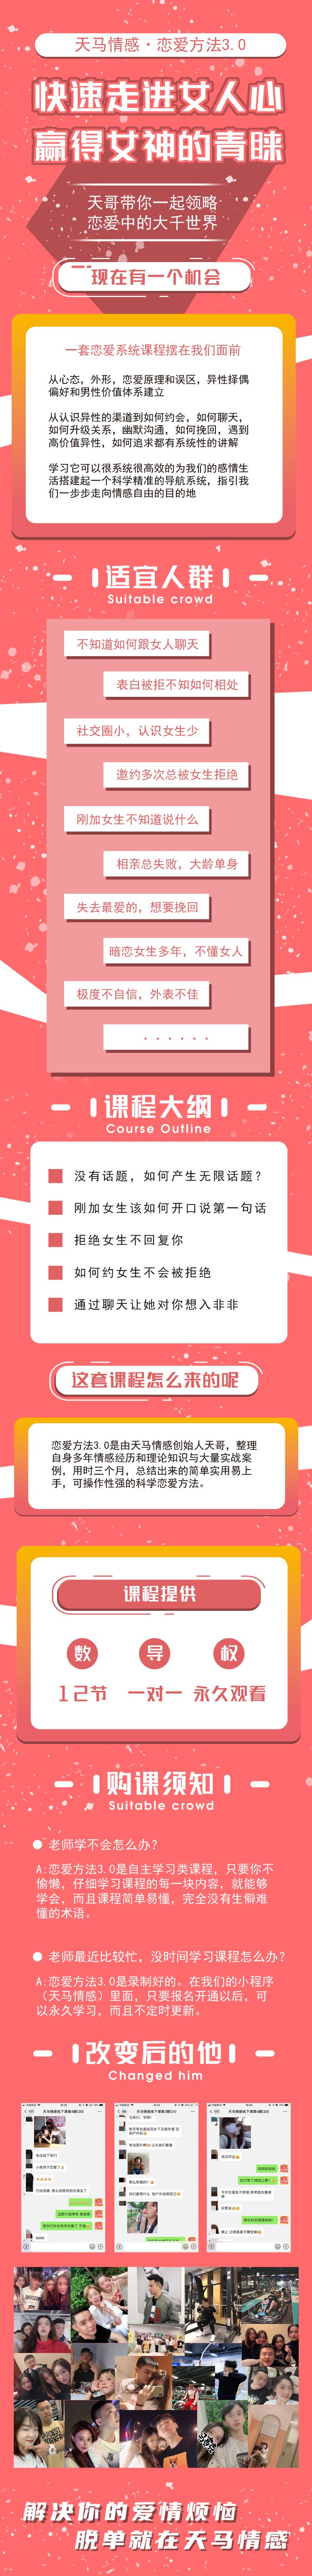 天马情感·恋爱方法3.0
快速走进女人心
赢得女神的青睐
天哥带你一起领略
恋爱中的大千世界
现在有一个机会
一套恋爱系统课程摆在我们面前
从心态，外形，恋爱原理和误区，异性择偶
偏好和男性价值体系建立
从认识异性的渠道到如何约会，如何聊天，
如何升级关系，幽默沟通，如何挽回，遇到
高价值异性，如何追求都有系统性的讲解
学习它可以很系统很高效的为我们的感情生
活搭建起一个科学精准的导航系统，指引我
们一步步走向情感自由的目的地
适宜人群
Suitable crowd
不知道如何跟女人聊天
表白被拒不知如何相处
社交圈小，认识女生少
邀约多次总被女生拒绝
刚加女生不知道说什么
相亲总失败，大龄单身
失去最爱的，想要挽回
暗恋女生多年，不懂女人
极度不自信，外表不佳
......
课程大纲
Course Outline
没有话题，如何产生无限话题？
刚加女生该如何开口说第一句话
拒绝女生不回复你
如何约女生不会被拒绝
通过聊天让她对你想入非非
这套课程怎么来的呢
恋爱方法3.0是由天马情感创始人天哥，整理
自身多年情感经历和理论知识与大量实战案
例，用时三个月，总结出来的简单实用易上
手，可操作性强的科学恋爱方法。
课程提供
数 导 权
12节 一对一 永久观看
购课须知
Suitable crowd
老师学不会怎么办？
A:恋爱方法3.0是自主学习类课程，只要你不
偷懒，仔细学习课程的每一块内容，就能够
学会，而且课程简单易懂，完全没有生僻难
懂的术语。
老师最近比较忙，没时间学习课程怎么办？
A:恋爱方法3.0是录制好的。在我们的小程序
（天马情感）里面，只要报名开通以后，可
以永久学习，而且不定时更新。
改变后的他
Changed him
解决你的爱情烦恼
脱单就在天马情感